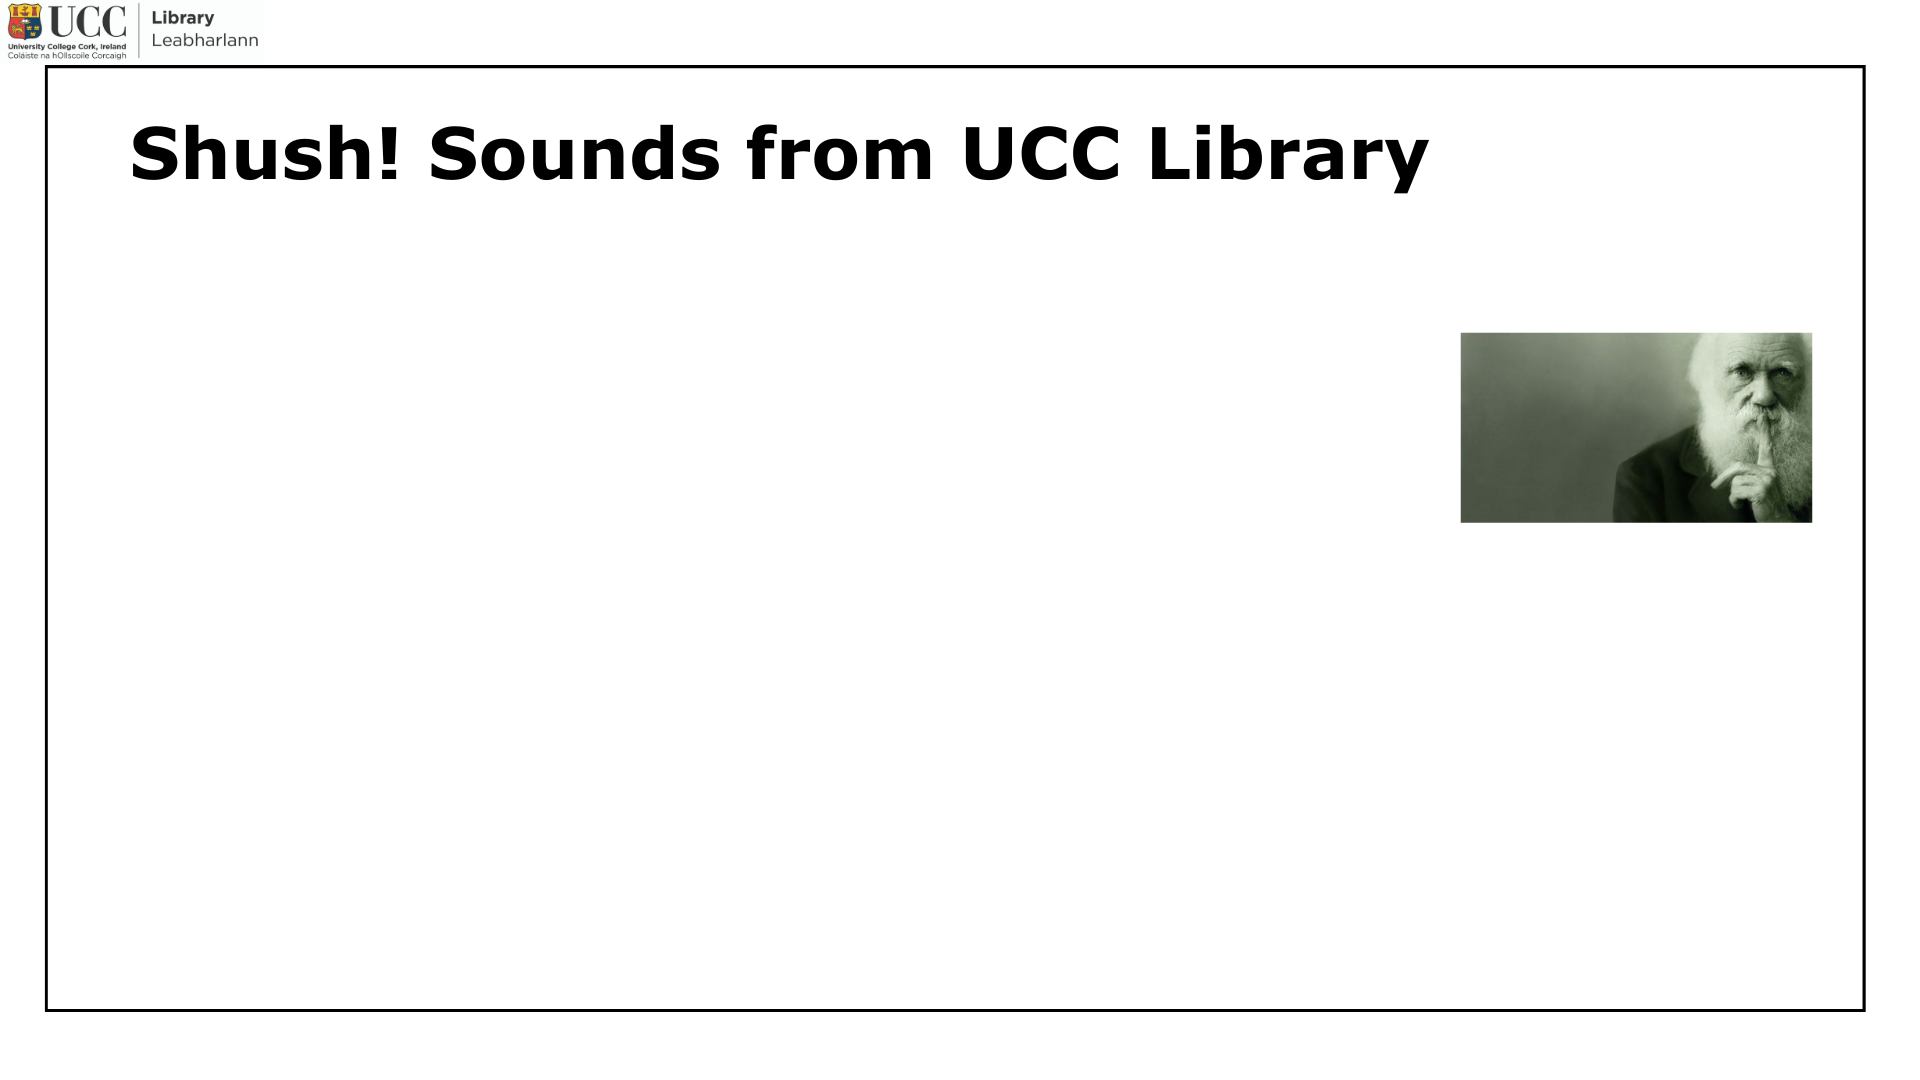 UCC
University College Cork, Ireland
Coláiste na hOllscoile Corcaigh
Library
Leabharlann
Shush! Sounds from UCC Library